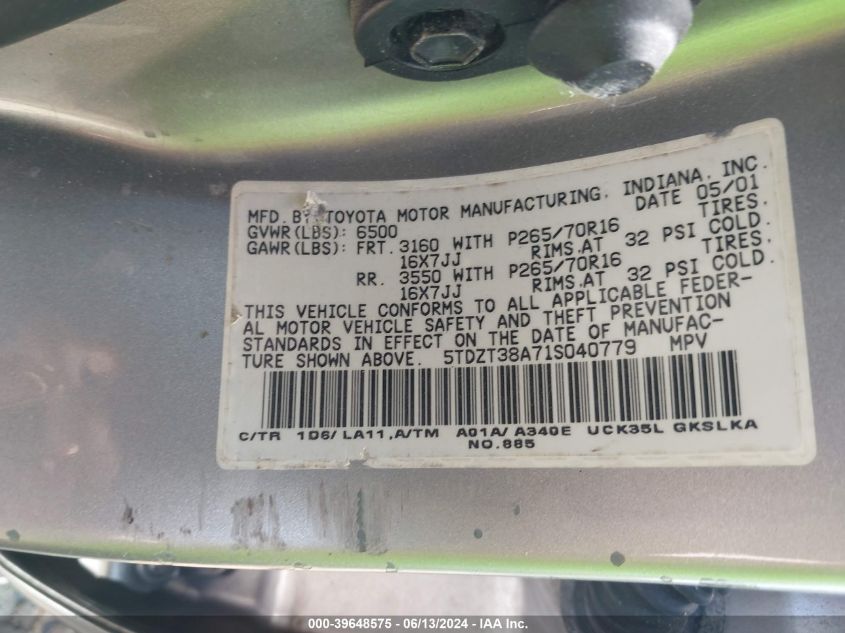 MFD. BY: TOYOTA MOTOR MANUFACTURING, INDIANA, INC.
GVWR(LBS): 6500 DATE 05/01
GAWR(LBS): FRT. 3160 WITH P265/70R16 TIRES.
16X7JJ RIMS.AT 32 PSI COLD.
RR. 3550 WITH P265/70R16 TIRES.
16X7JJ RIMS.AT 32 PSI COLD.
THIS VEHICLE CONFORMS TO ALL APPLICABLE FEDER-
AL MOTOR VEHICLE SAFETY AND THEFT PREVENTION
STANDARDS IN EFFECT ON THE DATE OF MANUFAC-
TURE SHOWN ABOVE. 5TDZT38A71S040779 MPV
C/TR 1D6/ LA11,A/TM A01A/ A340E UCK35L GKSLKA
NO.885
000-39648575 - 06/13/2024 - IAA Inc.